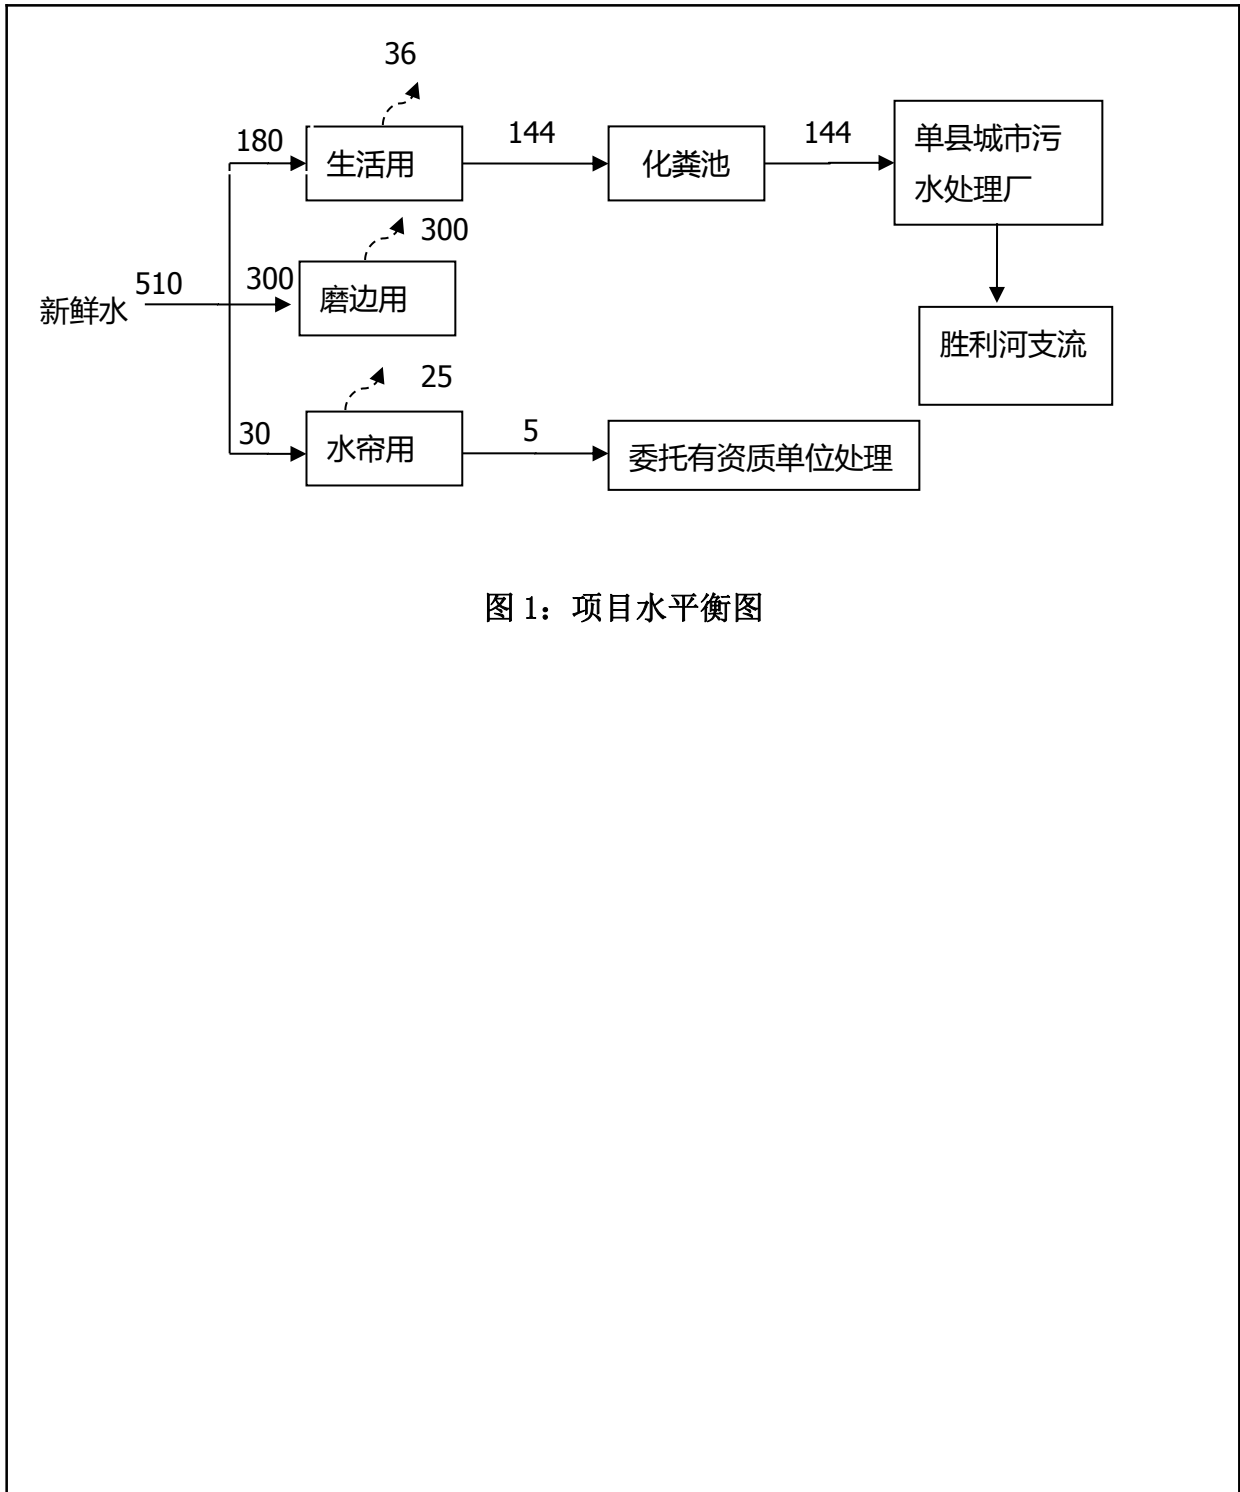 36
180
生活用
144
化粪池
144
单县城市污
水处理厂
300
新鲜水
510
300
磨边用
胜利河支流
25
30
水帘用
5
委托有资质单位处理
图 1：项目水平衡图